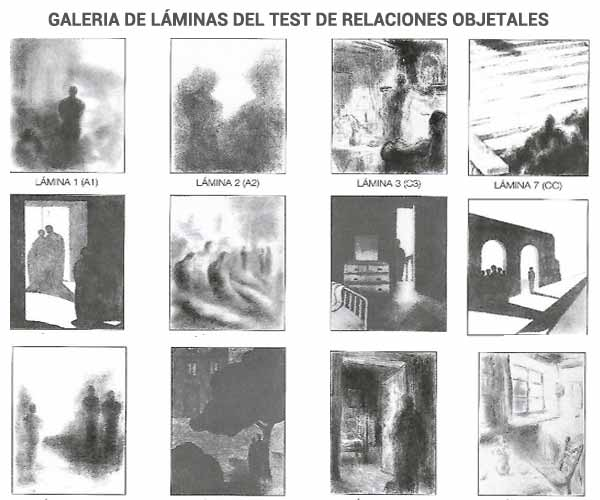 GALERIA DE LÁMINAS DEL TEST DE RELACIONES OBJETALES
LÁMINA 1 (A1)
LÁMINA 2 (A2)
LÁMINA 3 (C3)
LÁMINA 7 (CC)